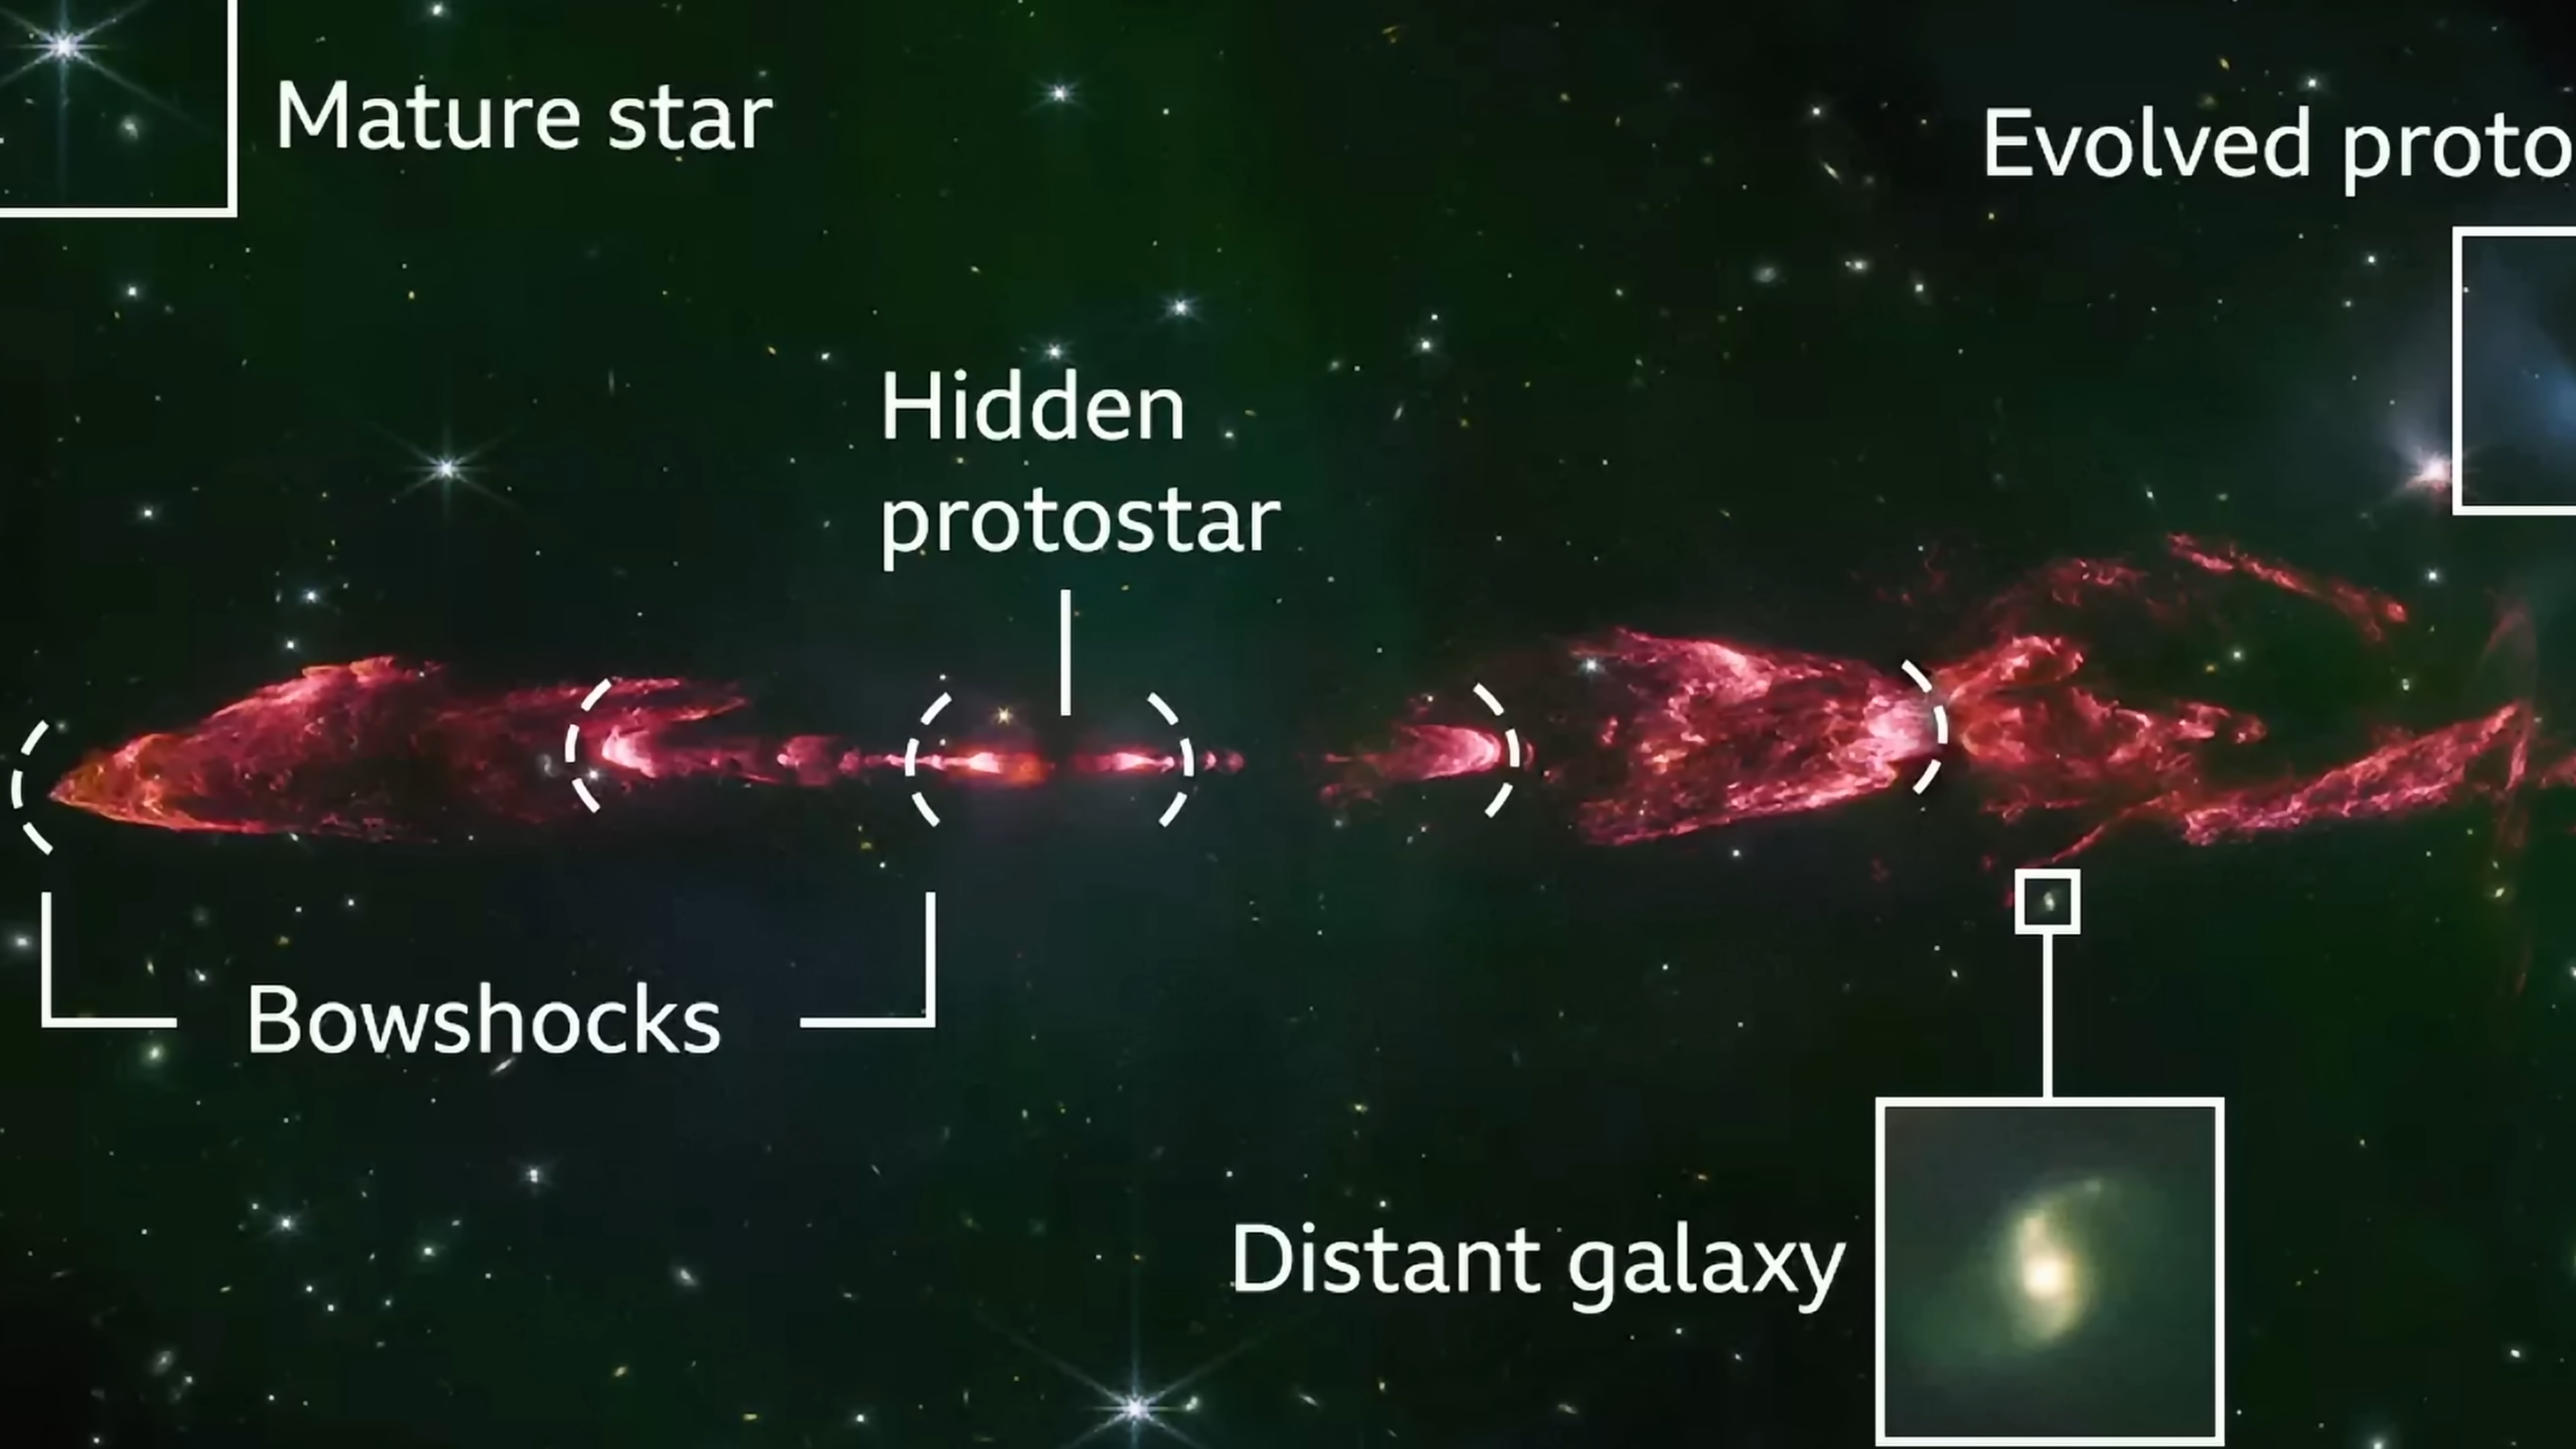 Mature star
Evolved proto
Hidden
protostar
Bowshocks
Distant galaxy